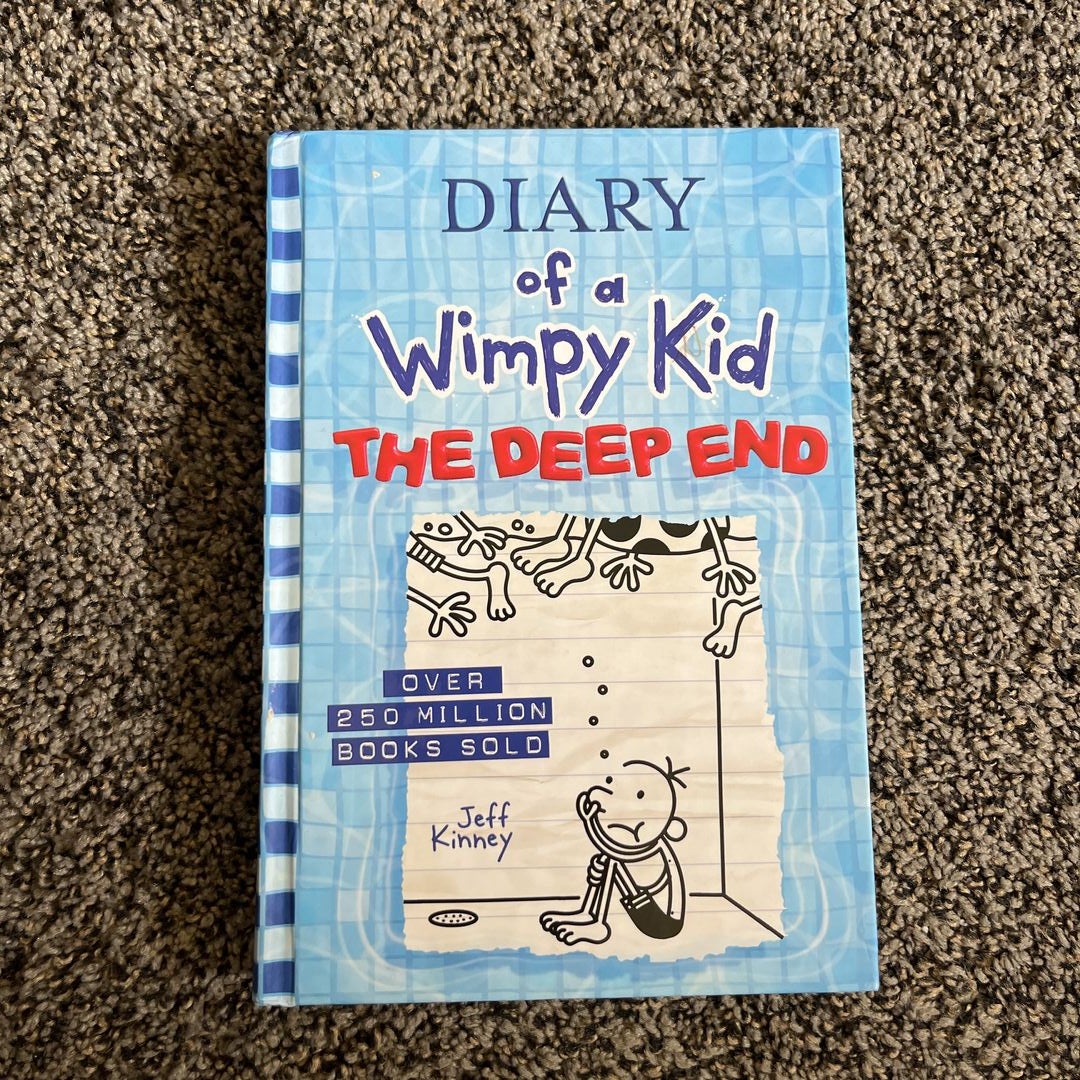 DIARY
of a
Wimpy Kid
THE DEEP END
OVER
250 MILLION
BOOKS SOLD
Jeff
Kinney